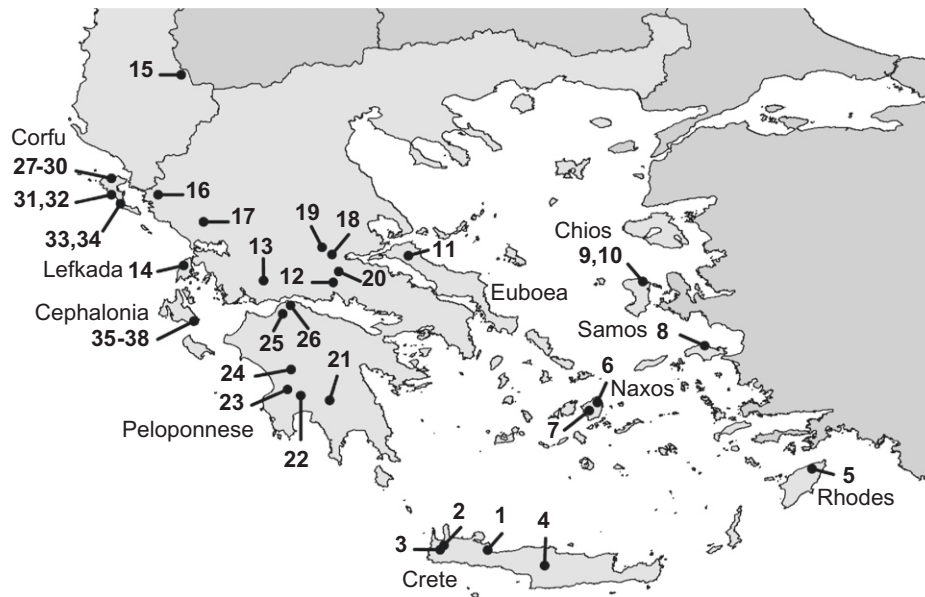 15
Corfu
27-30
31,32
16
33,34
17
19
18
13
11
Chios
9,10
Lefkada 14
12
20
Euboea
Cephalonia
35-38
25
26
Samos 8
24
21
6
23
Naxos
Peloponnese
7
22
5
Rhodes
2
1
4
3
Crete